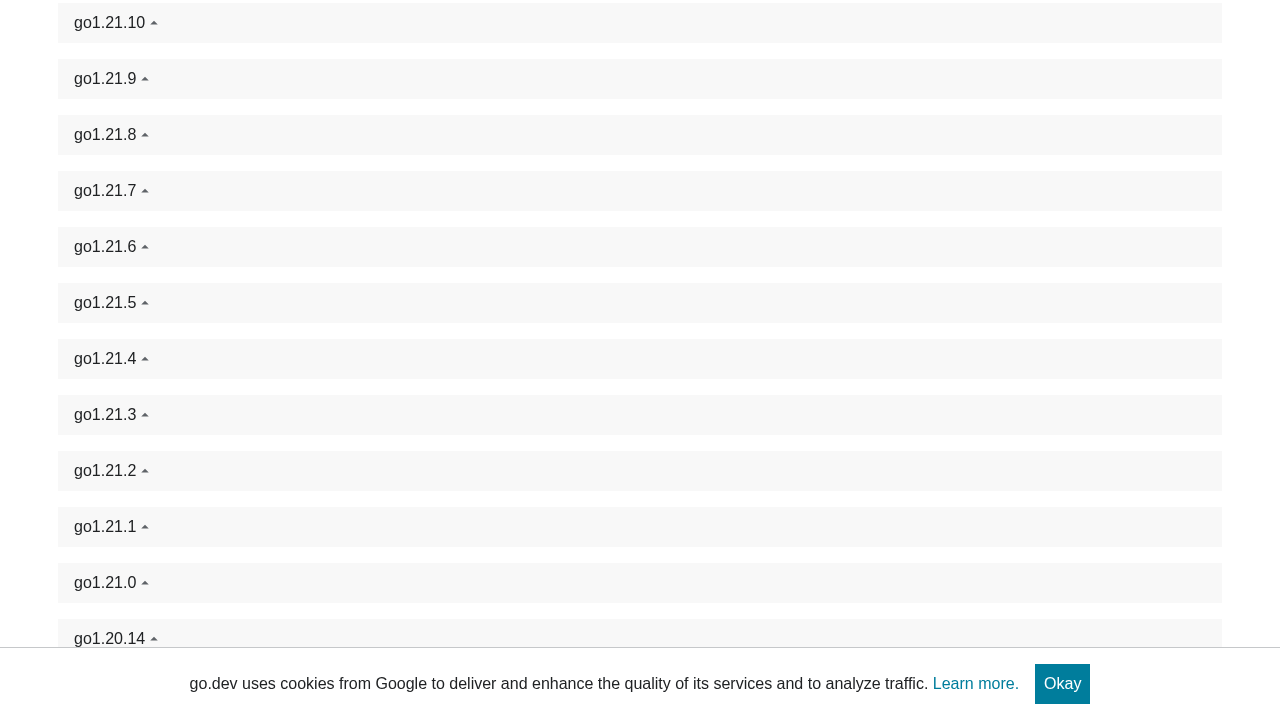 go1.21.10
go1.21.9
go1.21.8
go1.21.7
go1.21.6
go1.21.5
go1.21.4
go1.21.3
go1.21.2
go1.21.1
go1.21.0
go1.20.14
go.dev uses cookies from Google to deliver and enhance the quality of its services and to analyze traffic. Learn more. Okay